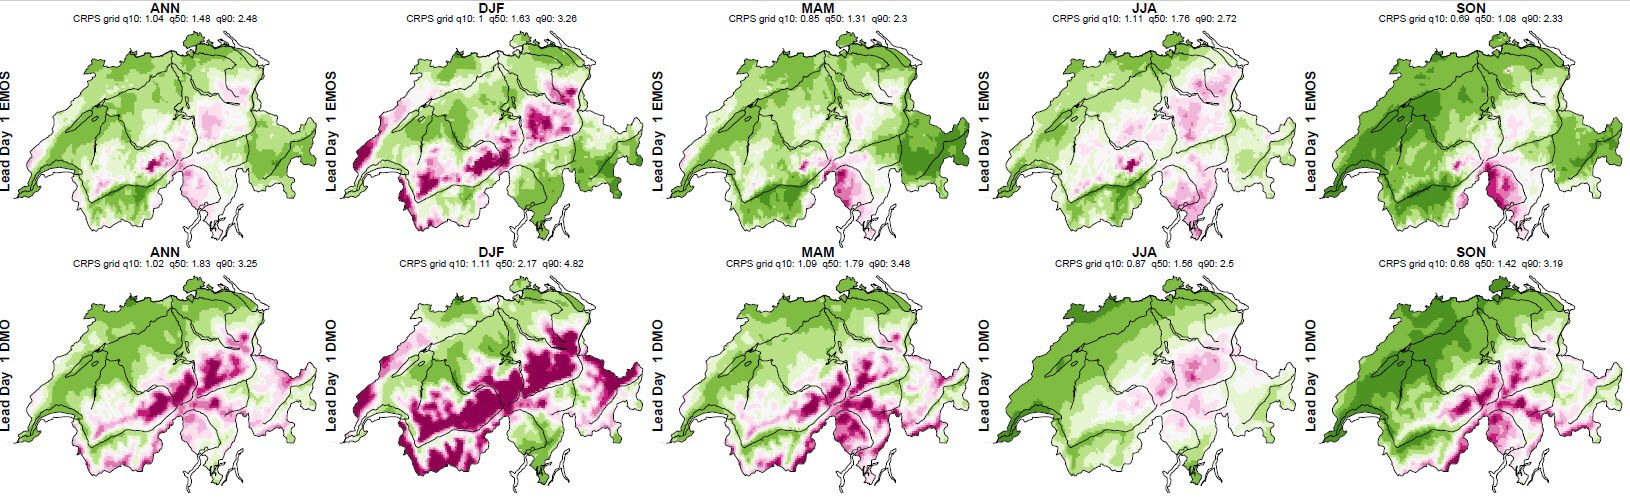 ANN
CRPS grid q10: 1.04 q50: 1.48 q90: 2.48
DJF
CRPS grid q10: 1 q50: 1.63 q90: 3.26
MAM
CRPS grid q10: 0.85 q50: 1.31 q90: 2.3
JJA
CRPS grid q10: 1.11 q50: 1.76 q90: 2.72
SON
CRPS grid q10: 0.69 q50: 1.08 q90: 2.33
Lead Day 1 EMOS
Lead Day 1 EMOS
Lead Day 1 EMOS
Lead Day 1 EMOS
Lead Day 1 EMOS
ANN
CRPS grid q10: 1.02 q50: 1.83 q90: 3.25
DJF
CRPS grid q10: 1.11 q50: 2.17 q90: 4.82
MAM
CRPS grid q10: 1.09 q50: 1.79 q90: 3.48
JJA
CRPS grid q10: 0.87 q50: 1.56 q90: 2.5
SON
CRPS grid q10: 0.68 q50: 1.42 q90: 3.19
Lead Day 1 DMO
Lead Day 1 DMO
Lead Day 1 DMO
Lead Day 1 DMO
Lead Day 1 DMO